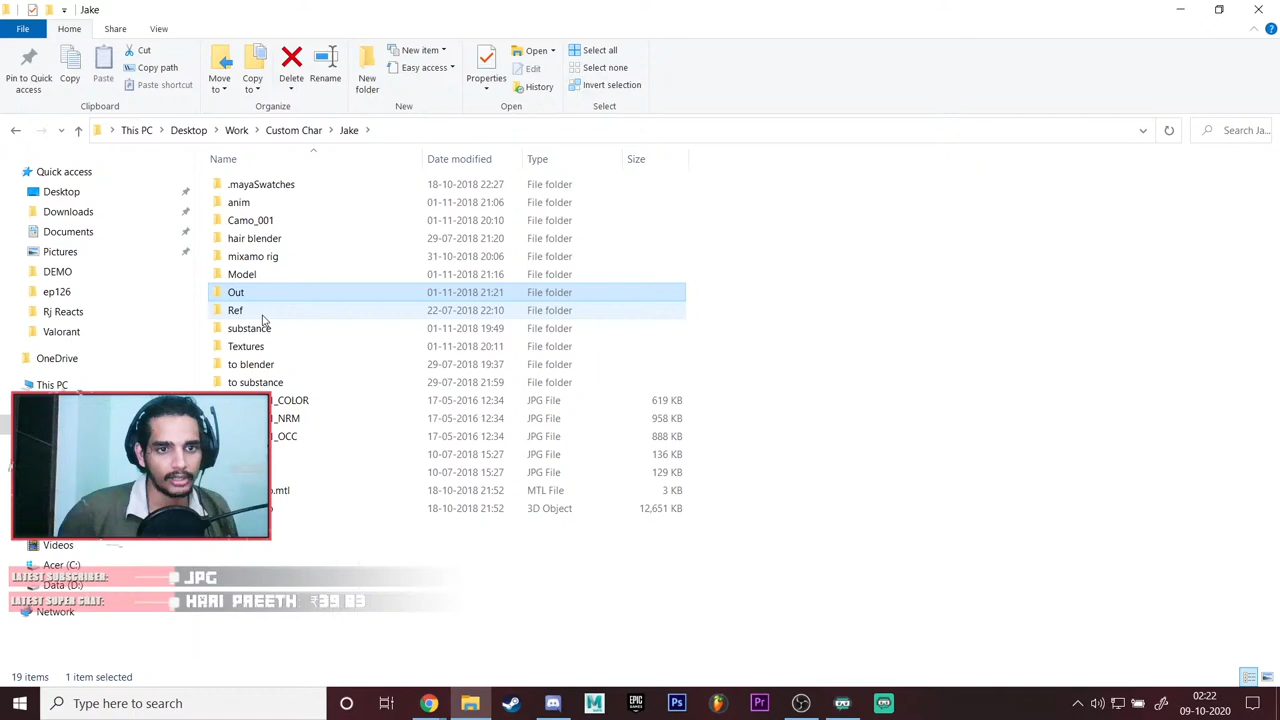 File
Home
Share
View
Pin to Quick access
Copy
Paste
Cut
Copy path
Paste shortcut
Clipboard
Move to
Copy to
Delete
Rename
Organize
New folder
New item
Easy access
New
Properties
Open
Edit
History
Open
Select all
Select none
Invert selection
Select
This PC > Desktop > Work > Custom Char > Jake >
Search Ja...
Name Date modified Type Size
Quick access
Desktop
Downloads
Documents
Pictures
DEMO
ep126
Rj Reacts
Valorant
OneDrive
This PC
Videos
Acer (C:)
Data (D:)
Network
.mayaSwatches 18-10-2018 22:27 File folder
anim 01-11-2018 21:06 File folder
Camo_001 01-11-2018 20:10 File folder
hair blender 29-07-2018 21:20 File folder
mixamo rig 31-10-2018 20:06 File folder
Model 01-11-2018 21:16 File folder
Out 01-11-2018 21:21 File folder
Ref 22-07-2018 22:10 File folder
substance 01-11-2018 19:49 File folder
Textures 01-11-2018 20:11 File folder
to blender 29-07-2018 19:37 File folder
to substance 29-07-2018 21:59 File folder
_COLOR 17-05-2016 12:34 JPG File 619 KB
_NRM 17-05-2016 12:34 JPG File 958 KB
_OCC 17-05-2016 12:34 JPG File 888 KB
10-07-2018 15:27 JPG File 136 KB
10-07-2018 15:27 JPG File 129 KB
.mtl 18-10-2018 21:52 MTL File 3 KB
18-10-2018 21:52 3D Object 12,651 KB
LATEST SUBSCRIBER: JPG
LATEST SUPER CHAT: HARI PREETH ₹39.83
19 items 1 item selected
Type here to search
02:22
09-10-2020